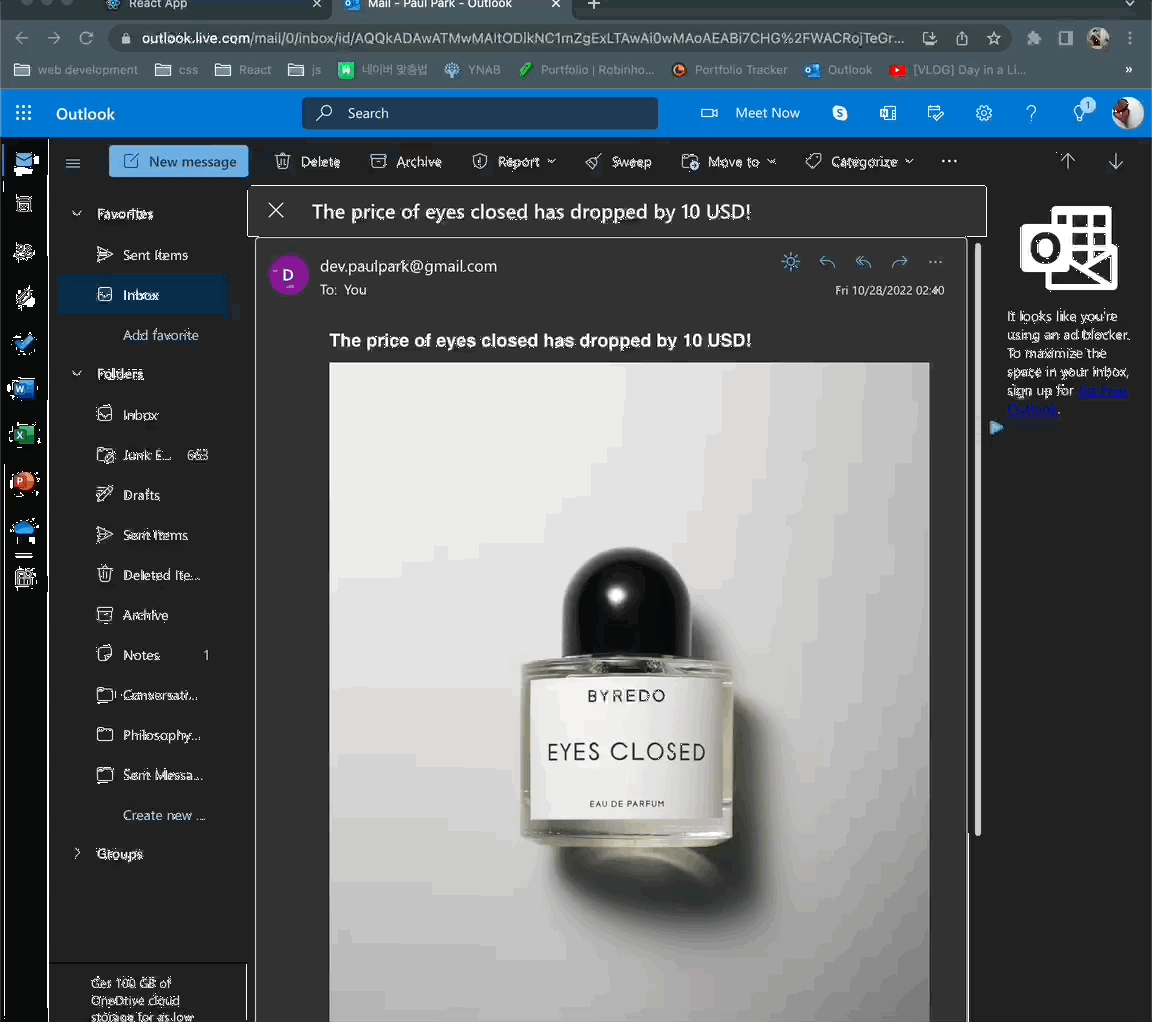 React App
Mail - Paul Park - Outlook
outlook.live.com/mail/0/inbox/id/AQQkADAwATMwMAItODlkNC1mZgExLTAwAi0wMAoAEABi7CHG%2FWACRojTeGr...
web development
css
React
js
네이버 맞춤법
YNAB
Portfolio | Robinho...
Portfolio Tracker
Outlook
[VLOG] Day in a Li...
»
Outlook
Search
Meet Now
1
New message
Delete
Archive
Report
Sweep
Move to
Categorize
Favorites
Sent Items
Inbox
Add favorite
Folders
Inbox
Junk E... 663
Drafts
Sent Items
Deleted Ite...
Archive
Notes 1
Conversati...
Philosophy...
Sent Messa...
Create new ...
Groups
Get 100 GB of
OneDrive cloud
storage for as low
The price of eyes closed has dropped by 10 USD!
D
dev.paulpark@gmail.com
To: You
Fri 10/28/2022 02:40
The price of eyes closed has dropped by 10 USD!
BYREDO
EYES CLOSED
EAU DE PARFUM
It looks like you're
using an ad blocker.
To maximize the
space in your inbox,
sign up for Ad-Free
Outlook.